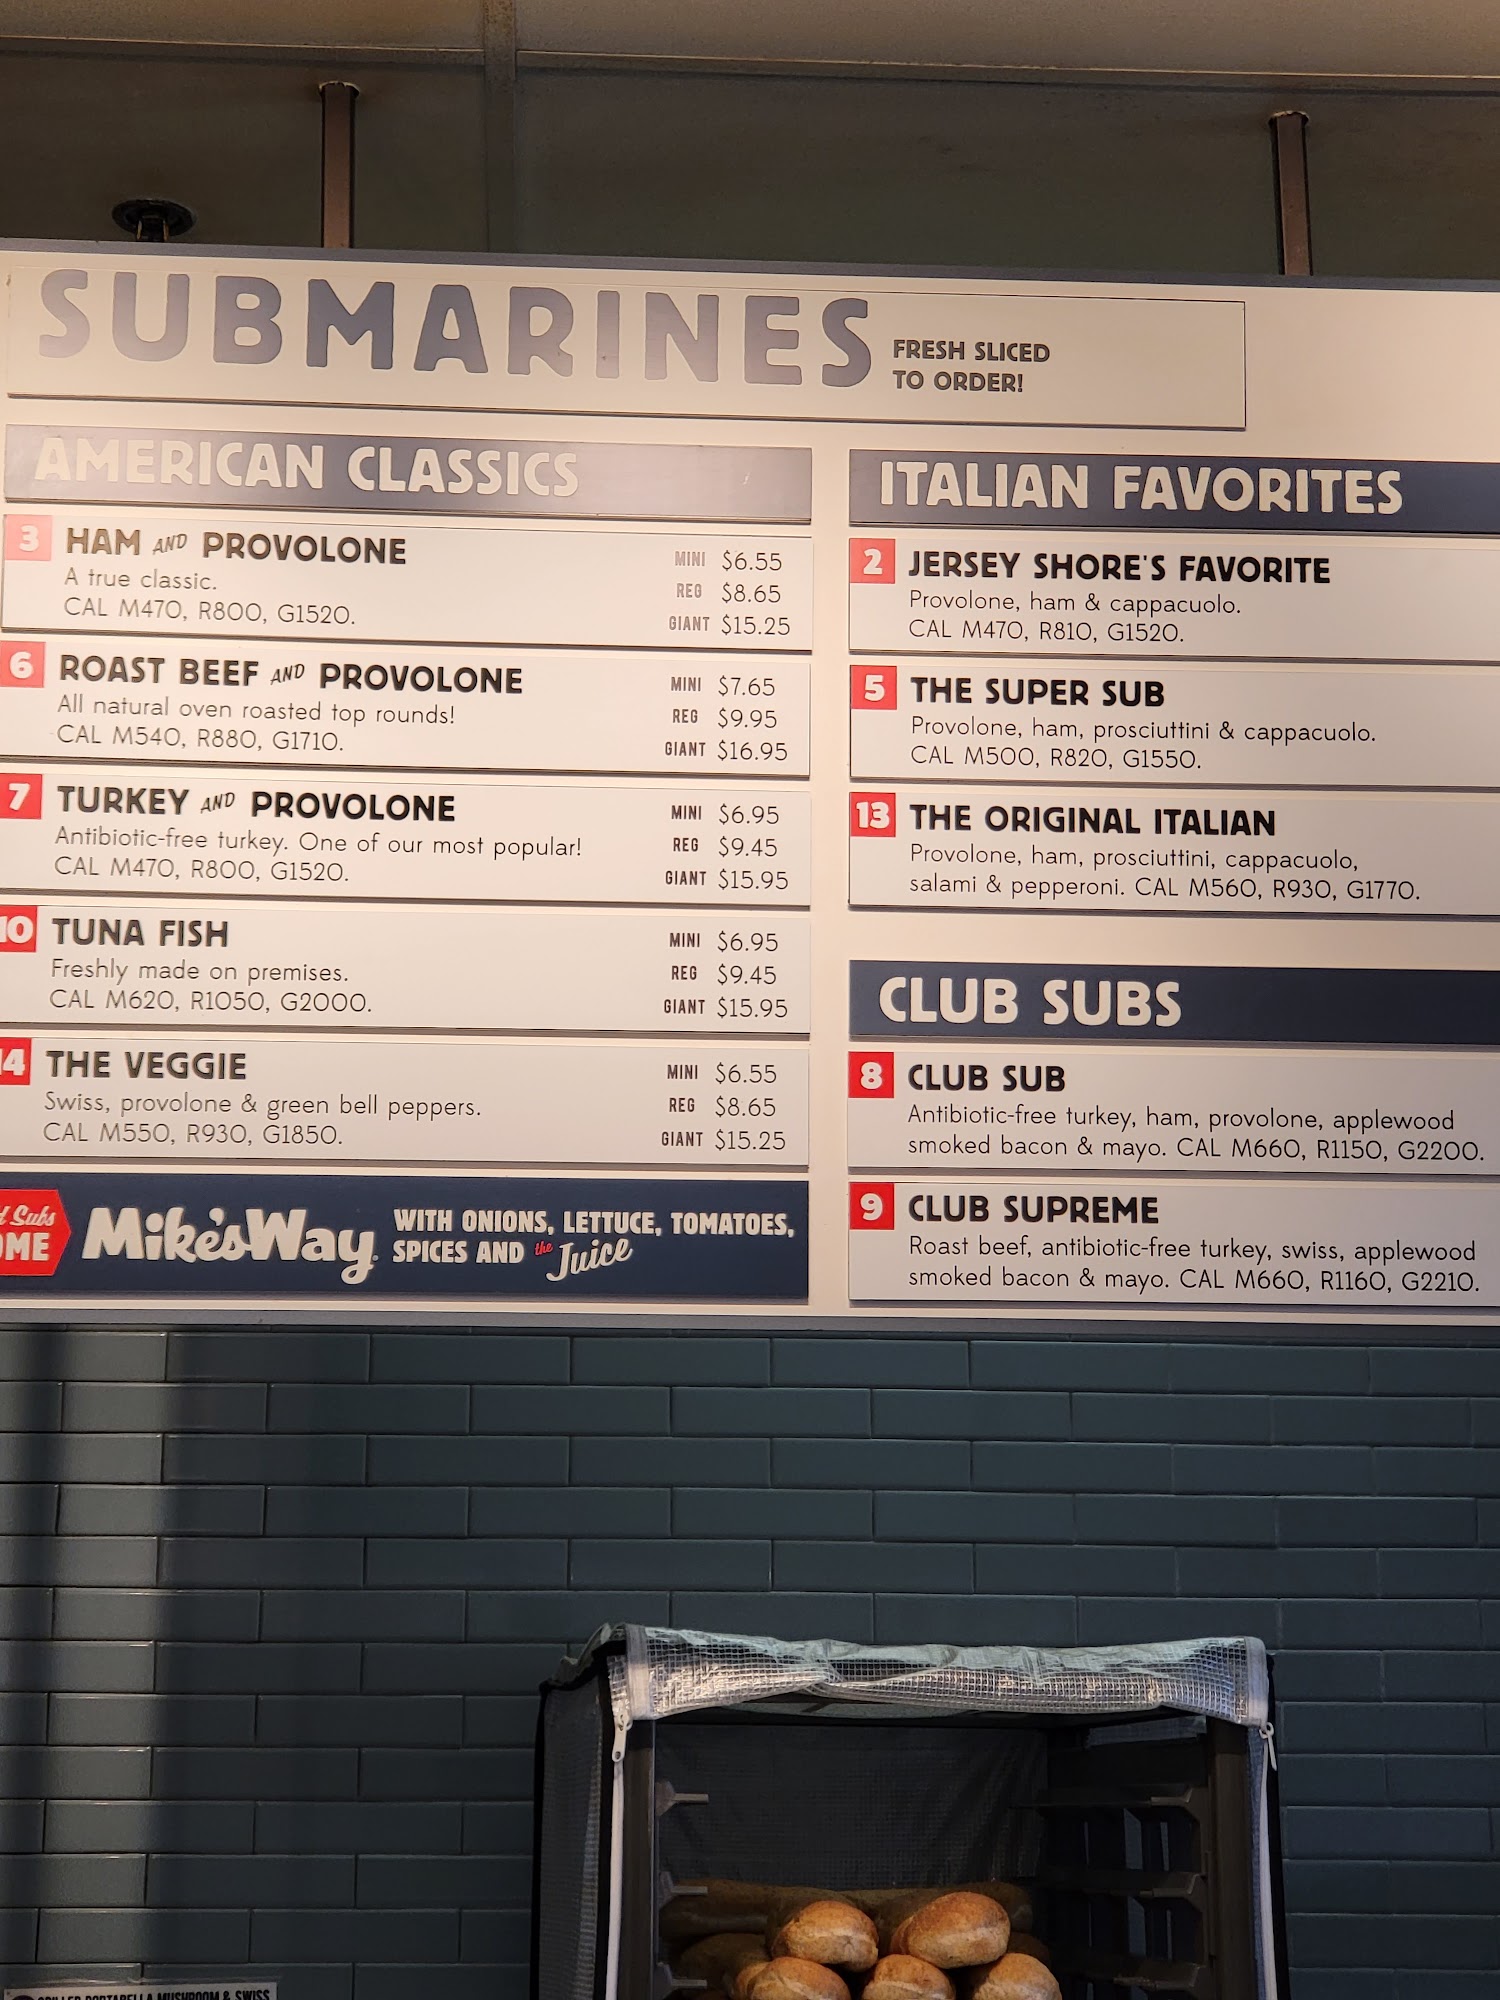 SUBMARINES
FRESH SLICED
TO ORDER!
AMERICAN CLASSICS
3 HAM AND PROVOLONE
A true classic.
CAL M470, R800, G1520.
MINI $6.55
REG $8.65
GIANT $15.25
6 ROAST BEEF AND PROVOLONE
All natural oven roasted top rounds!
CAL M540, R880, G1710.
MINI $7.65
REG $9.95
GIANT $16.95
7 TURKEY AND PROVOLONE
Antibiotic-free turkey. One of our most popular!
CAL M470, R800, G1520.
MINI $6.95
REG $9.45
GIANT $15.95
10 TUNA FISH
Freshly made on premises.
CAL M620, R1050, G2000.
MINI $6.95
REG $9.45
GIANT $15.95
14 THE VEGGIE
Swiss, provolone & green bell peppers.
CAL M550, R930, G1850.
MINI $6.55
REG $8.65
GIANT $15.25
Subs
Mike's Way
WITH ONIONS, LETTUCE, TOMATOES,
SPICES AND the Juice
ITALIAN FAVORITES
2 JERSEY SHORE'S FAVORITE
Provolone, ham & cappacuolo.
CAL M470, R810, G1520.
5 THE SUPER SUB
Provolone, ham, prosciuttini & cappacuolo.
CAL M500, R820, G1550.
13 THE ORIGINAL ITALIAN
Provolone, ham, prosciuttini, cappacuolo,
salami & pepperoni. CAL M560, R930, G1770.
CLUB SUBS
8 CLUB SUB
Antibiotic-free turkey, ham, provolone, applewood
smoked bacon & mayo. CAL M660, R1150, G2200.
9 CLUB SUPREME
Roast beef, antibiotic-free turkey, swiss, applewood
smoked bacon & mayo. CAL M660, R1160, G2210.
PORTABELLA MUSHROOM & SWISS